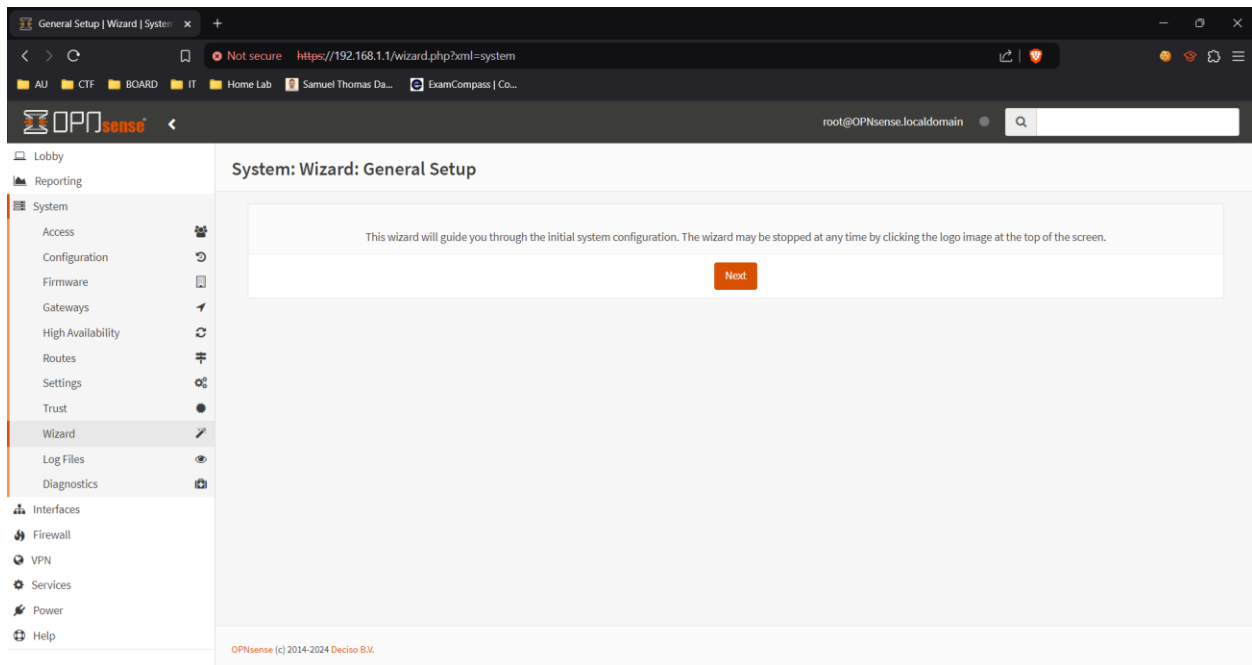 General Setup | Wizard | System
Not secure https://192.168.1.1/wizard.php?xml=system
AU CTF BOARD IT Home Lab Samuel Thomas Da... ExamCompass | Co...
OPNsense root@OPNsense.localdomain
Lobby
System: Wizard: General Setup
Reporting
System
Access
This wizard will guide you through the initial system configuration. The wizard may be stopped at any time by clicking the logo image at the top of the screen.
Configuration
Next
Firmware
Gateways
High Availability
Routes
Settings
Trust
Wizard
Log Files
Diagnostics
Interfaces
Firewall
VPN
Services
Power
Help
OPNsense (c) 2014-2024 Deciso B.V.